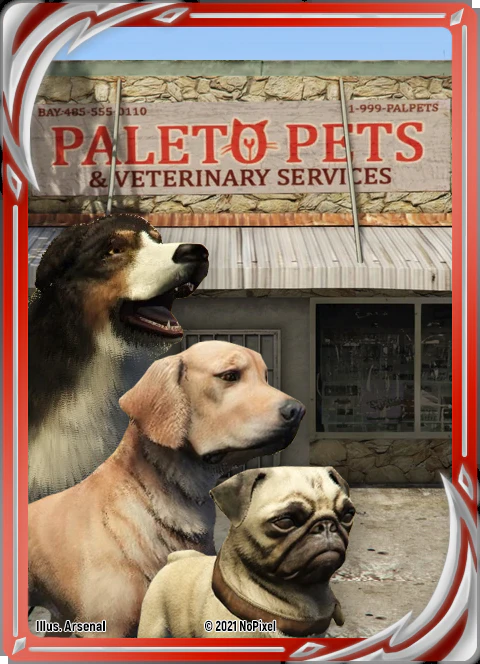 BAY:485-555-0110
1-999-PALPETS
PALETO PETS
& VETERINARY SERVICES
Illus. Arsenal
© 2021 NoPixel